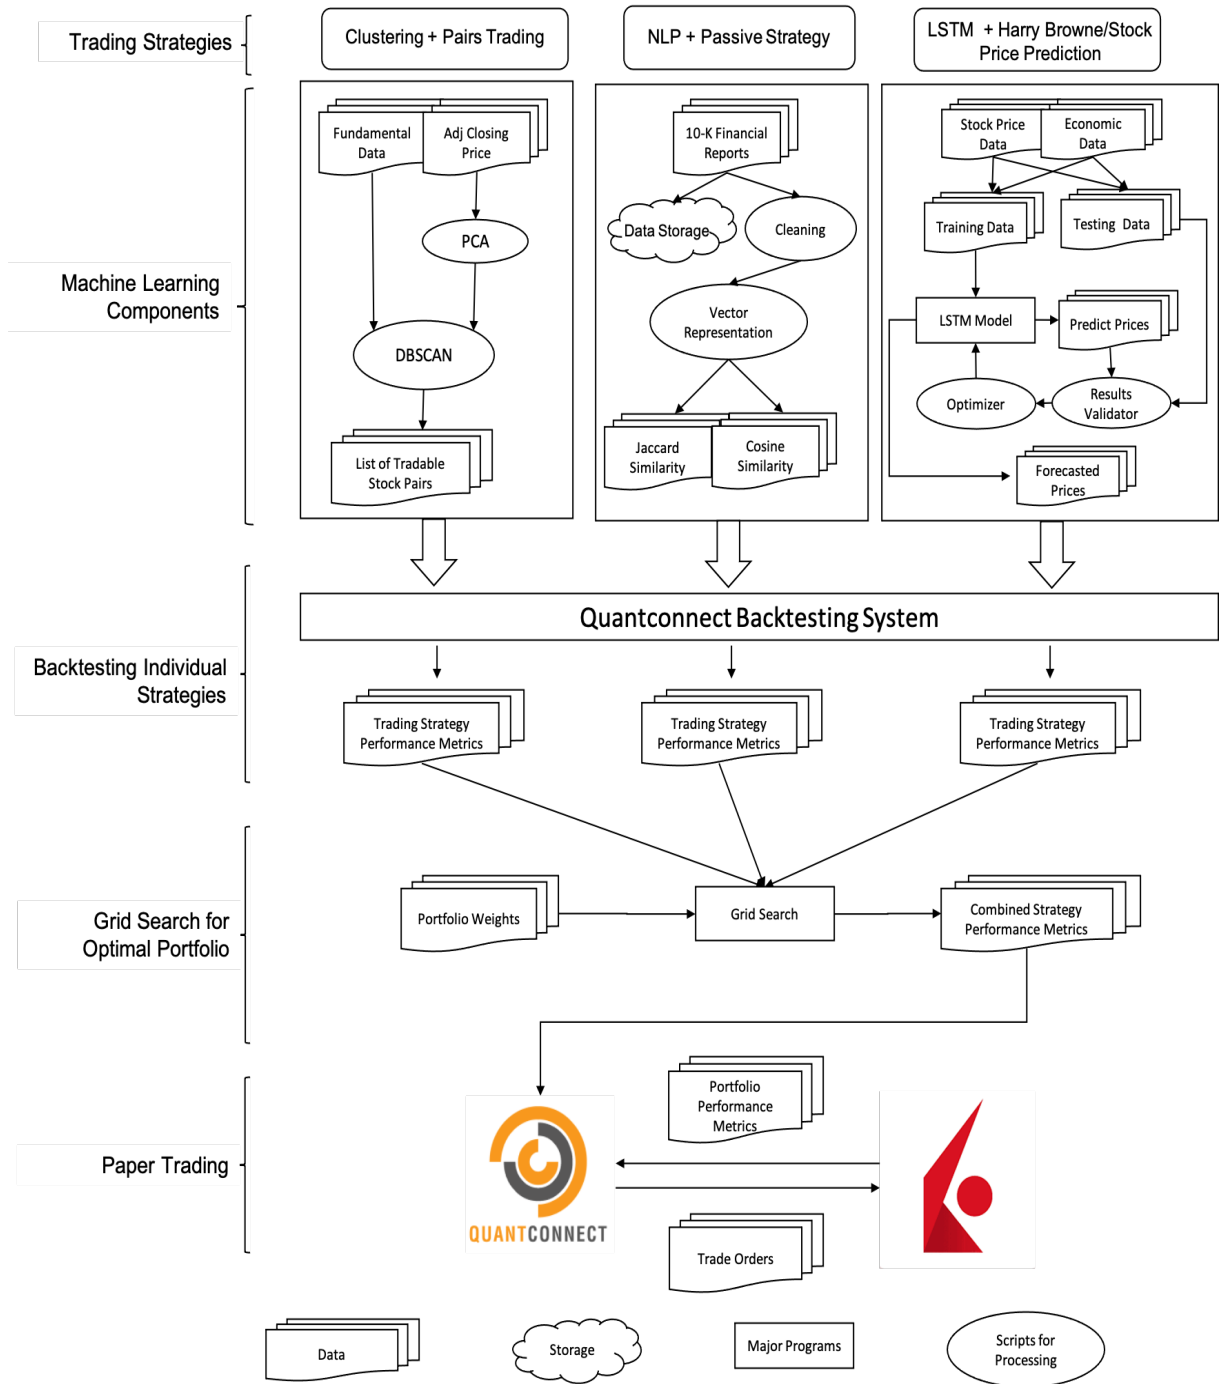 Trading Strategies
Clustering + Pairs Trading
NLP + Passive Strategy
LSTM + Harry Browne/Stock
Price Prediction
Machine Learning
Components
Fundamental
Data
Adj Closing
Price
PCA
DBSCAN
List of Tradable
Stock Pairs
10-K Financial
Reports
Data Storage
Cleaning
Vector
Representation
Jaccard
Similarity
Cosine
Similarity
Stock Price
Data
Economic
Data
Training Data
Testing Data
LSTM Model
Predict Prices
Optimizer
Results
Validator
Forecasted
Prices
Quantconnect Backtesting System
Backtesting Individual
Strategies
Trading Strategy
Performance Metrics
Trading Strategy
Performance Metrics
Trading Strategy
Performance Metrics
Grid Search for
Optimal Portfolio
Portfolio Weights
Grid Search
Combined Strategy
Performance Metrics
Paper Trading
QUANTCONNECT
Portfolio
Performance
Metrics
Trade Orders
Data
Storage
Major Programs
Scripts for
Processing